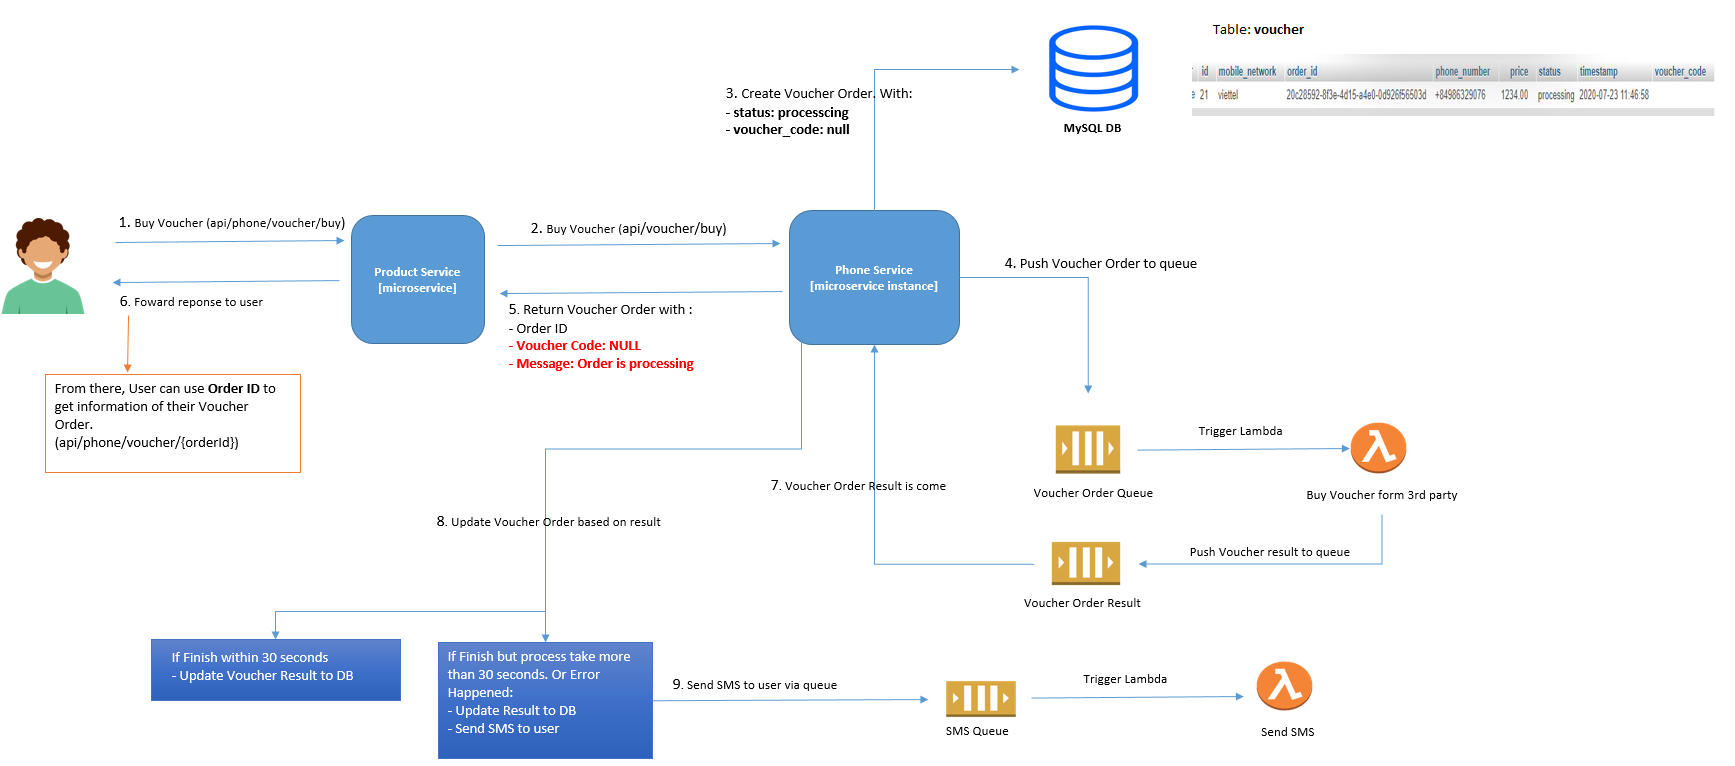 Table: voucher
id mobile_network order_id phone_number price status timestamp voucher_code
21 viettel 20c28592-8f3e-4d15-a4e0-0d926f56503d +84986329076 1234.00 processing 2020-07-23 11:46:58
3. Create Voucher Order. With:
- status: processcing
- voucher_code: null
MySQL DB
1. Buy Voucher (api/phone/voucher/buy)
2. Buy Voucher (api/voucher/buy)
Product Service
[microservice]
Phone Service
[microservice instance]
4. Push Voucher Order to queue
6. Foward reponse to user
5. Return Voucher Order with :
- Order ID
- Voucher Code: NULL
- Message: Order is processing
From there, User can use Order ID to
get information of their Voucher
Order.
(api/phone/voucher/{orderId})
Trigger Lambda
Voucher Order Queue
Buy Voucher form 3rd party
7. Voucher Order Result is come
8. Update Voucher Order based on result
Push Voucher result to queue
Voucher Order Result
If Finish within 30 seconds
- Update Voucher Result to DB
If Finish but process take more
than 30 seconds. Or Error
Happened:
- Update Result to DB
- Send SMS to user
9. Send SMS to user via queue
Trigger Lambda
SMS Queue
Send SMS